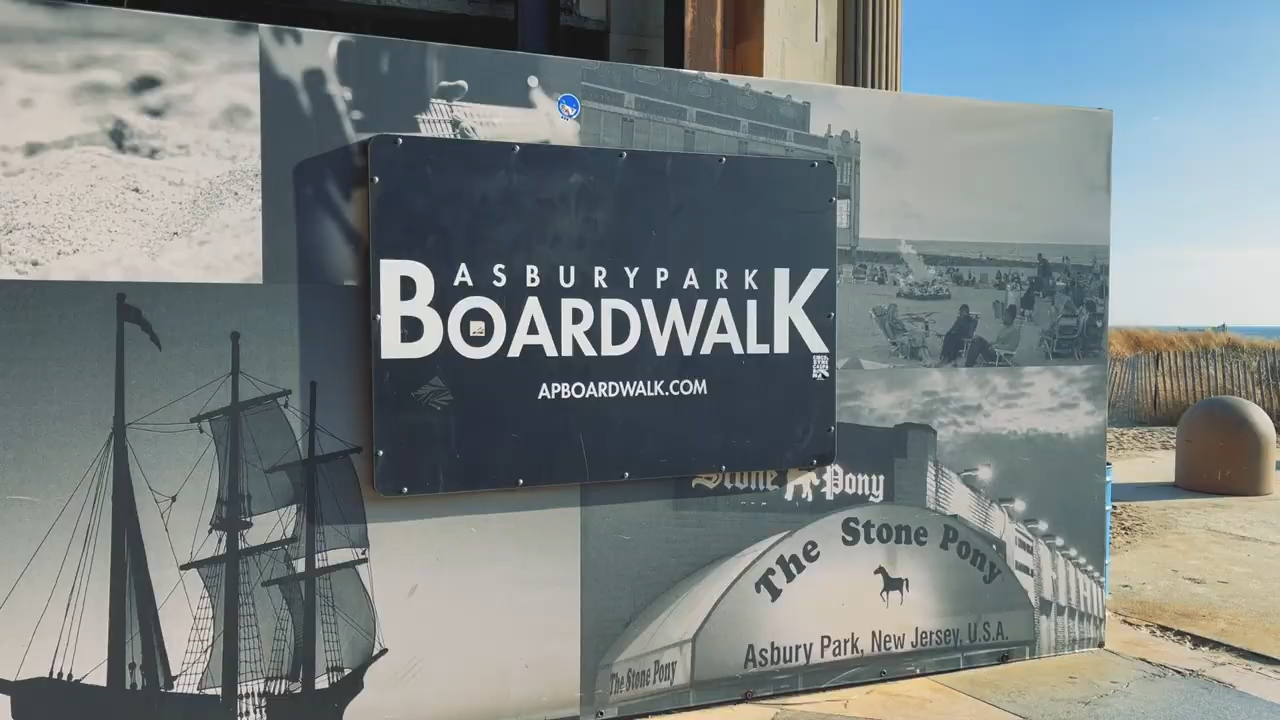 ASBURY PARK
BOARDWALK
APBOARDWALK.COM
Stone Pony
The Stone Pony
Asbury Park, New Jersey, U.S.A.
The Stone Pony